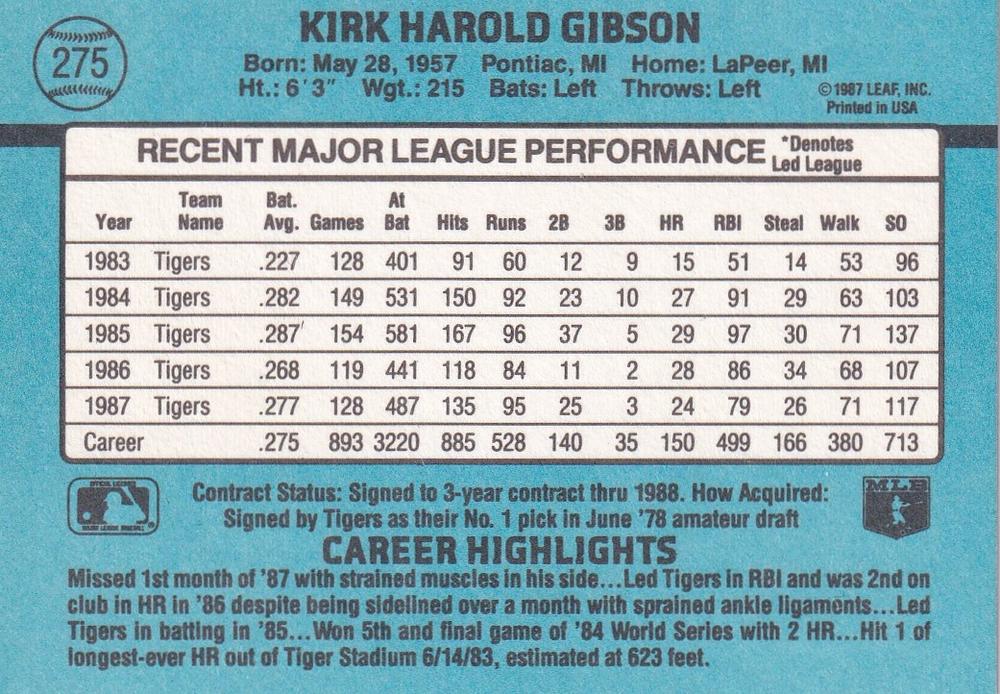 275
KIRK HAROLD GIBSON
Born: May 28, 1957 Pontiac, MI Home: LaPeer, MI
Ht.: 6'3" Wgt.: 215 Bats: Left Throws: Left
©1987 LEAF, INC.
Printed in USA
RECENT MAJOR LEAGUE PERFORMANCE *Denotes
Led League
Year Team Name Bat. Avg. Games At Bat Hits Runs 2B 3B HR RBI Steal Walk SO
1983 Tigers .227 128 401 91 60 12 9 15 51 14 53 96
1984 Tigers .282 149 531 150 92 23 10 27 91 29 63 103
1985 Tigers .287 154 581 167 96 37 5 29 97 30 71 137
1986 Tigers .268 119 441 118 84 11 2 28 86 34 68 107
1987 Tigers .277 128 487 135 95 25 3 24 79 26 71 117
Career .275 893 3220 885 528 140 35 150 499 166 380 713
Contract Status: Signed to 3-year contract thru 1988. How Acquired:
Signed by Tigers as their No. 1 pick in June '78 amateur draft
MLB
CAREER HIGHLIGHTS
Missed 1st month of '87 with strained muscles in his side...Led Tigers in RBI and was 2nd on
club in HR in '86 despite being sidelined over a month with sprained ankle ligaments...Led
Tigers in batting in '85...Won 5th and final game of '84 World Series with 2 HR...Hit 1 of
longest-ever HR out of Tiger Stadium 6/14/83, estimated at 623 feet.